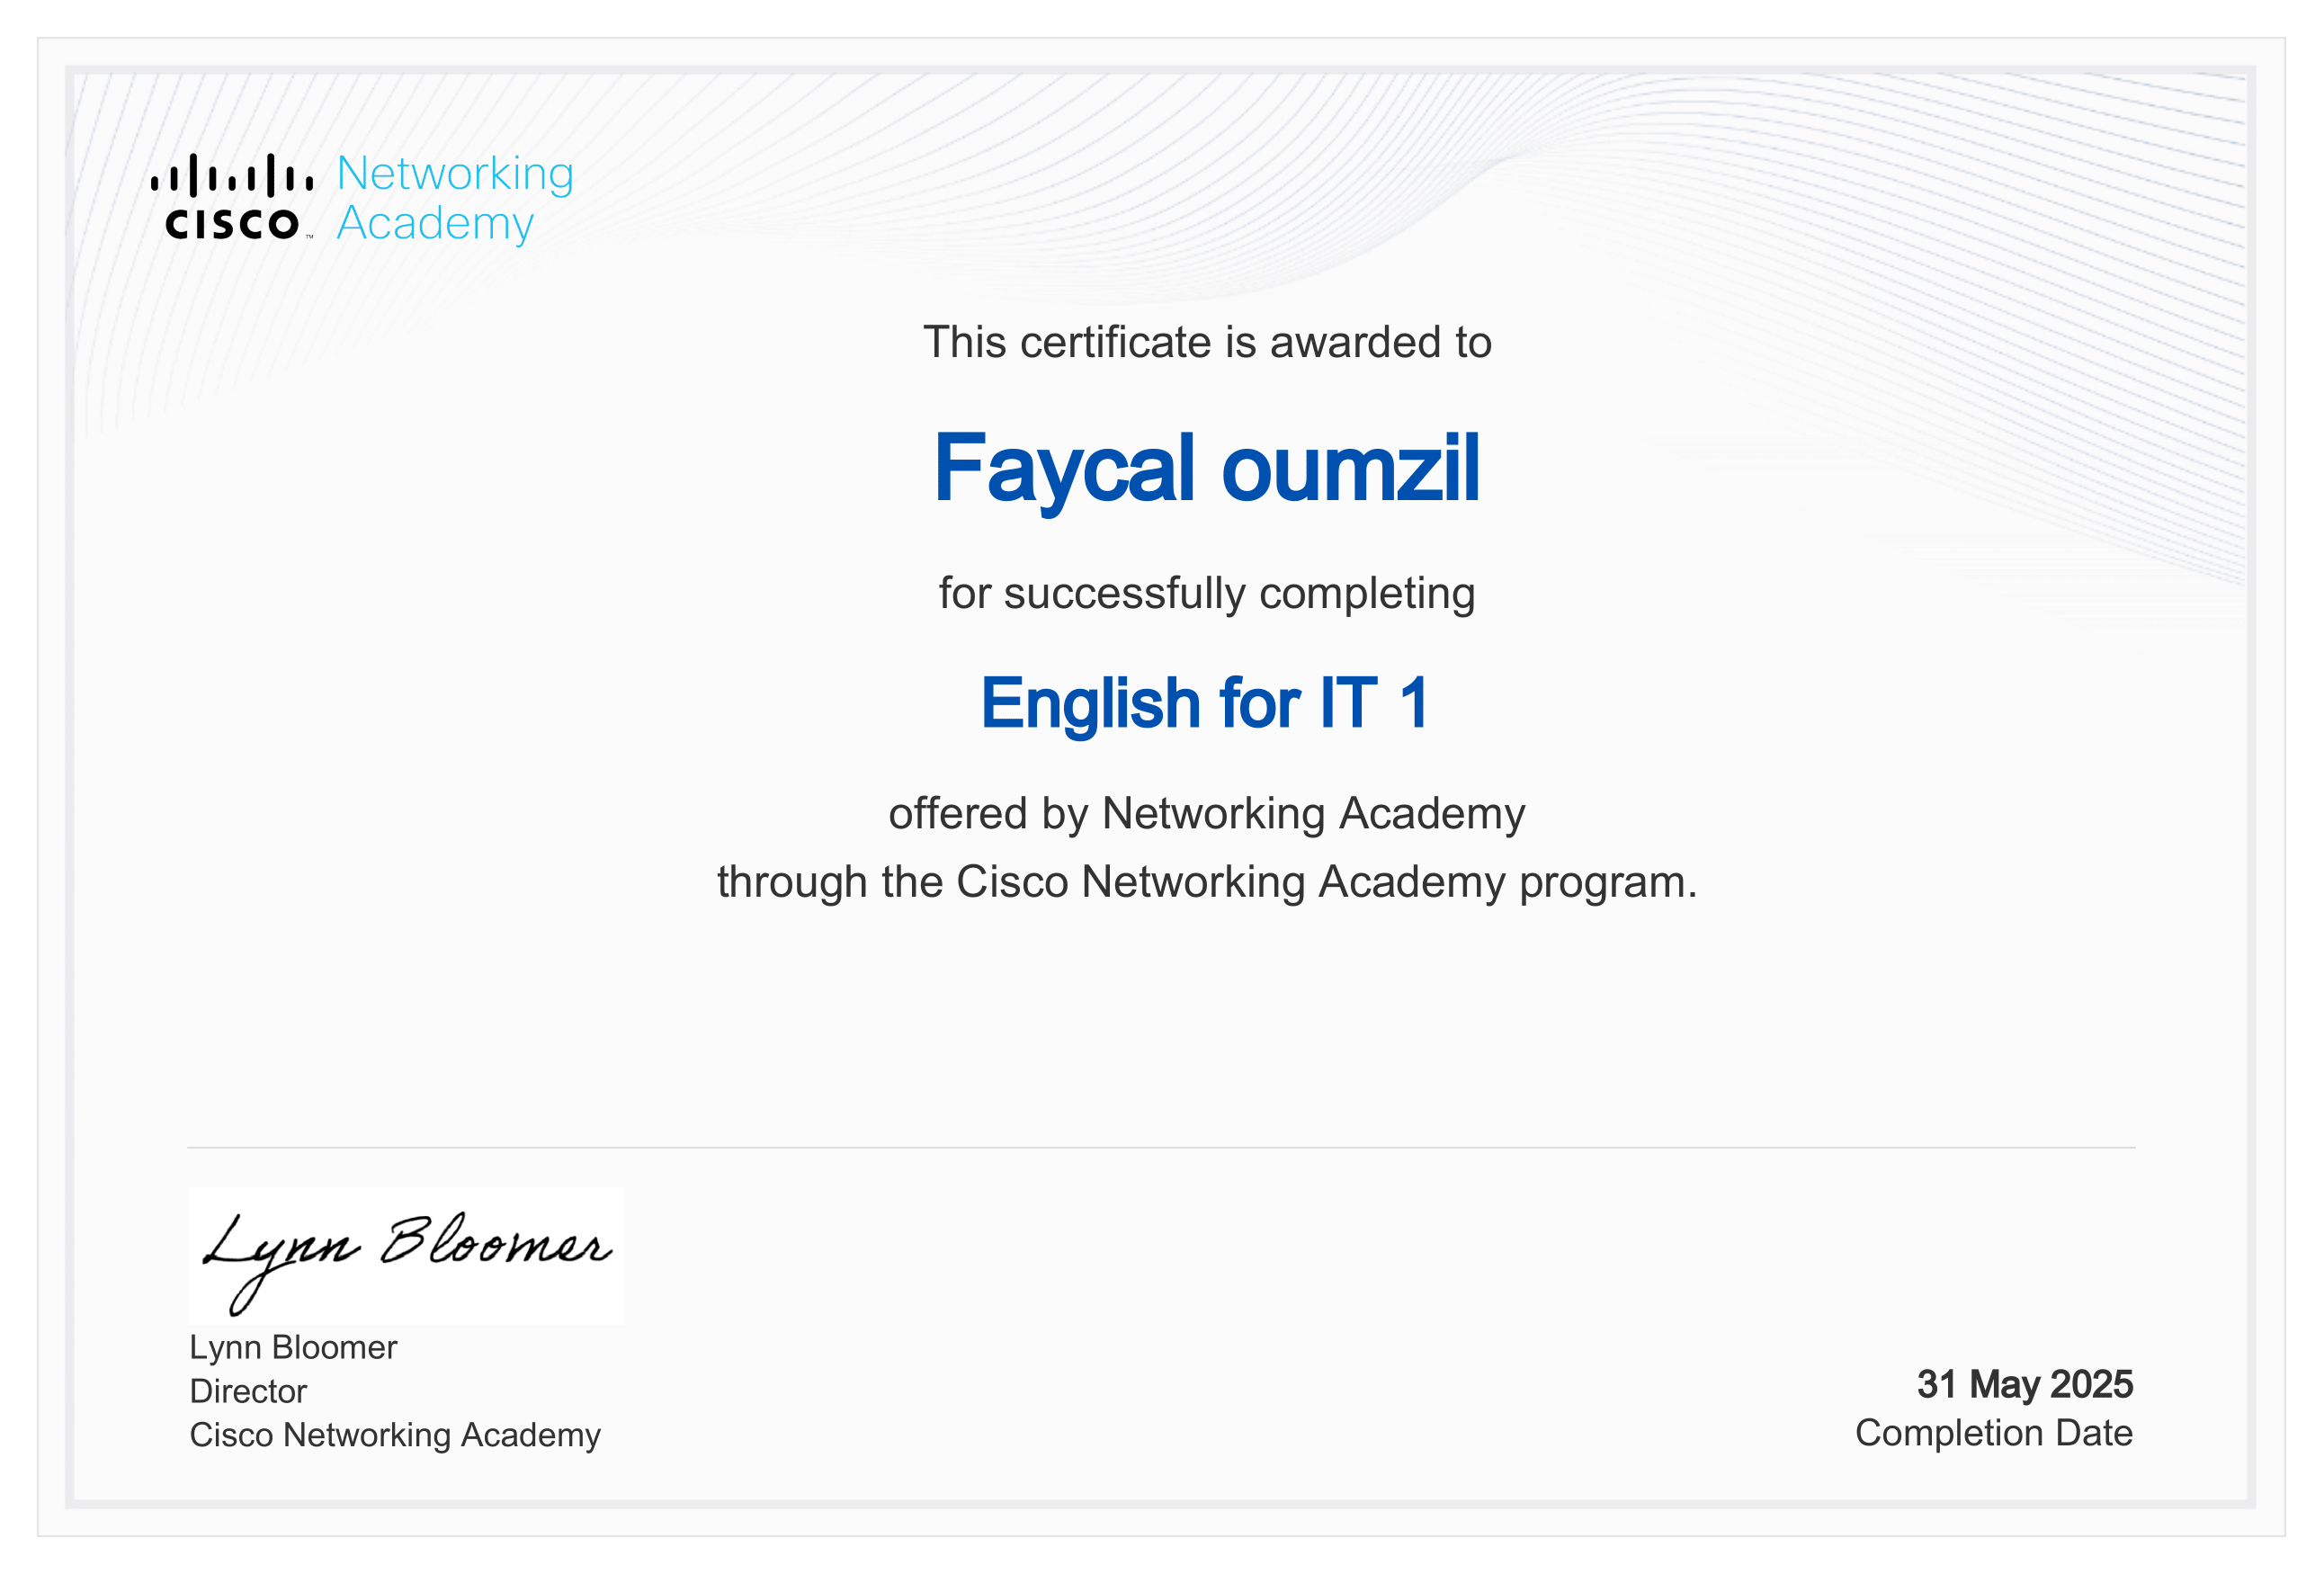 Networking
Academy
CISCO
TM
This certificate is awarded to
Faycal oumzil
for successfully completing
English for IT 1
offered by Networking Academy
through the Cisco Networking Academy program.
Lynn Bloomer
Lynn Bloomer
Director
Cisco Networking Academy
31 May 2025
Completion Date